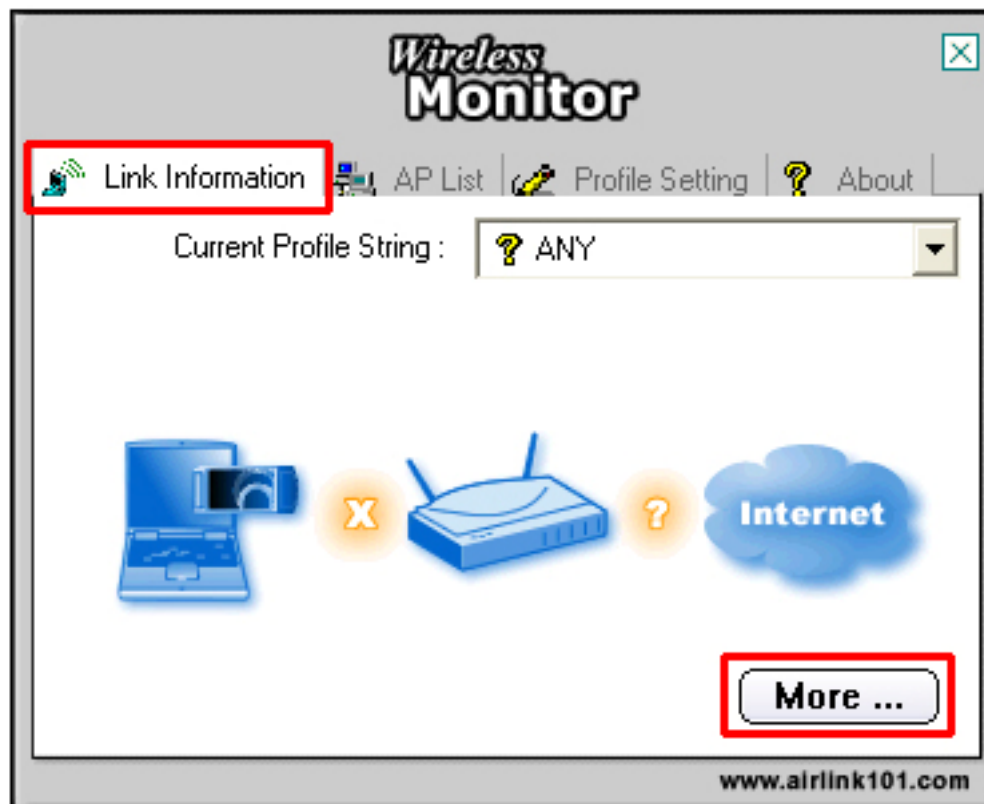 Wireless
Monitor
Link Information
AP List
Profile Setting
? About
Current Profile String :
? ANY
X
?
Internet
More ...
www.airlink101.com